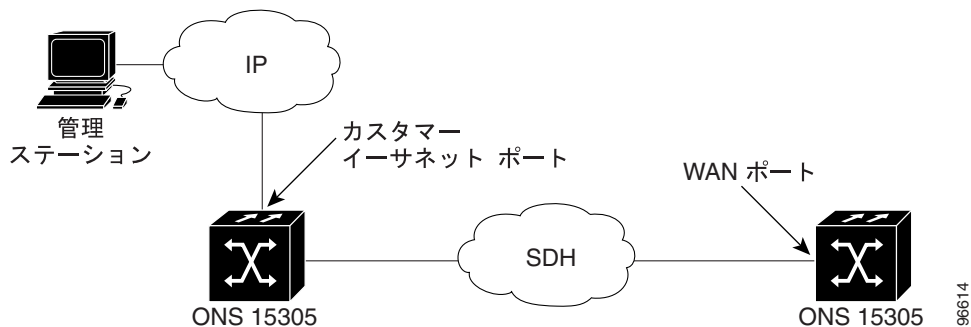 IP
管理
ステーション
カスタマー
イーサネット ポート
WAN ポート
SDH
ONS 15305
ONS 15305
96614